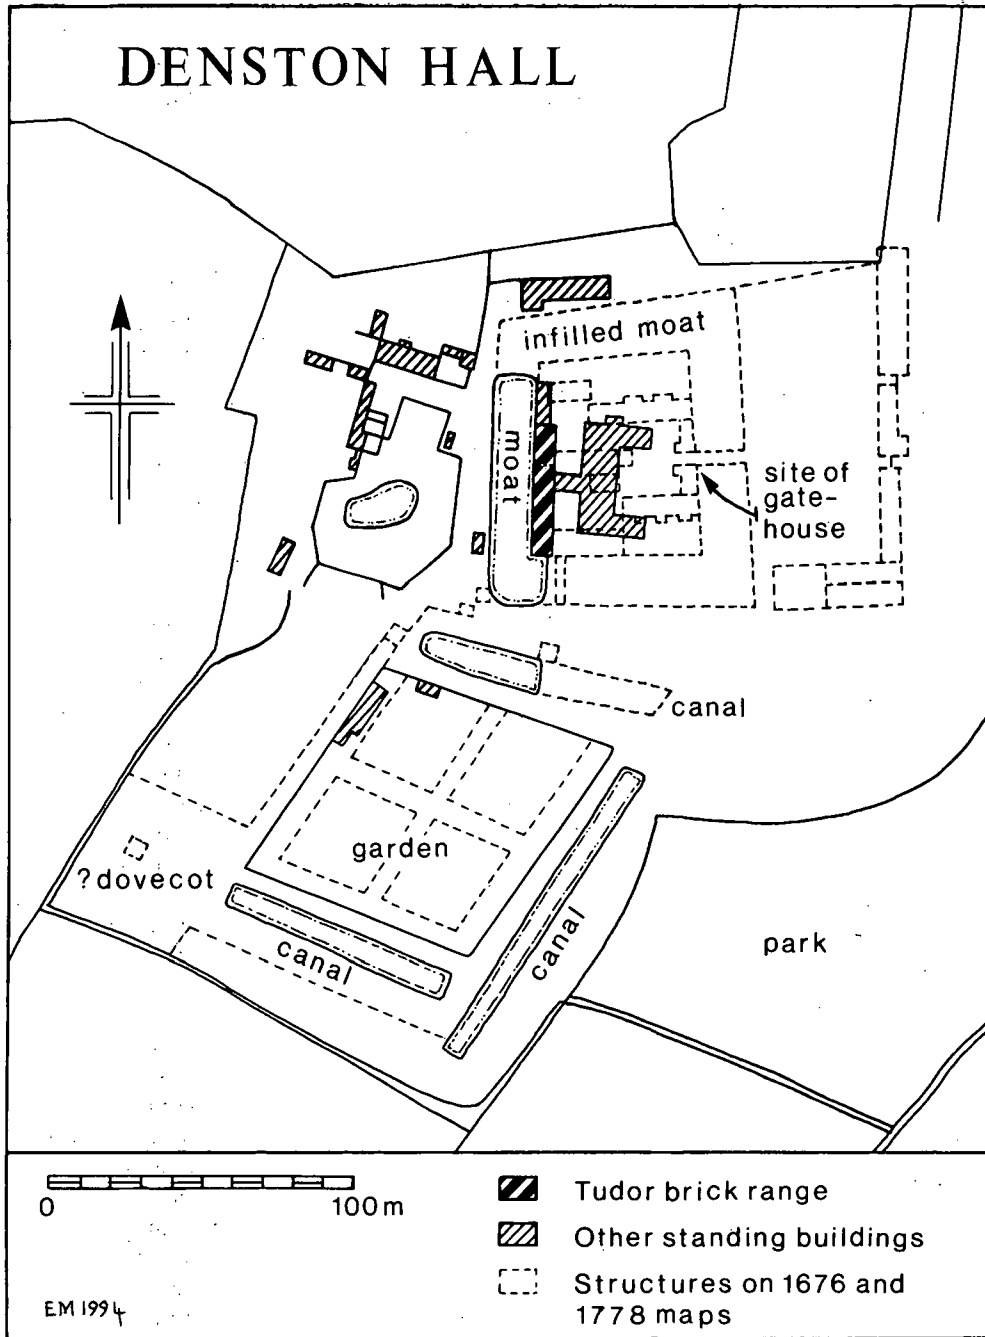 DENSTON HALL
infilled moat
moat
site of
gate-
house
canal
garden
?dovecot
canal
canal
park
0 100m
Tudor brick range
Other standing buildings
Structures on 1676 and
1778 maps
EM 1994